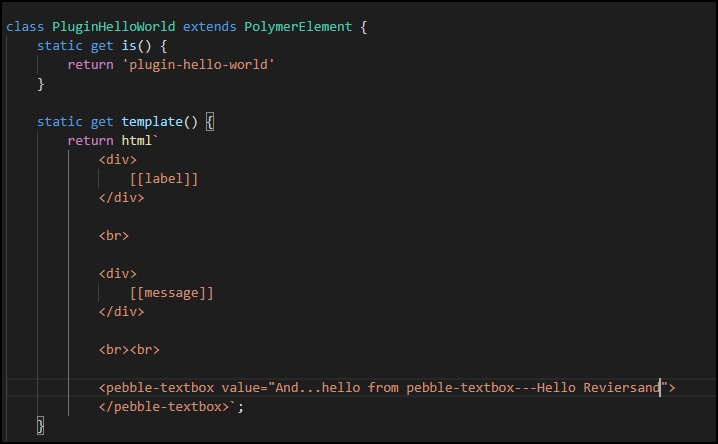 class PluginHelloWorld extends PolymerElement {
static get is() {
return 'plugin-hello-world'
}
static get template() {
return html`
<div>
[[label]]
</div>
<br>
<div>
[[message]]
</div>
<br><br>
<pebble-textbox value="And...hello from pebble-textbox---Hello Reviersand">
</pebble-textbox>`;
}